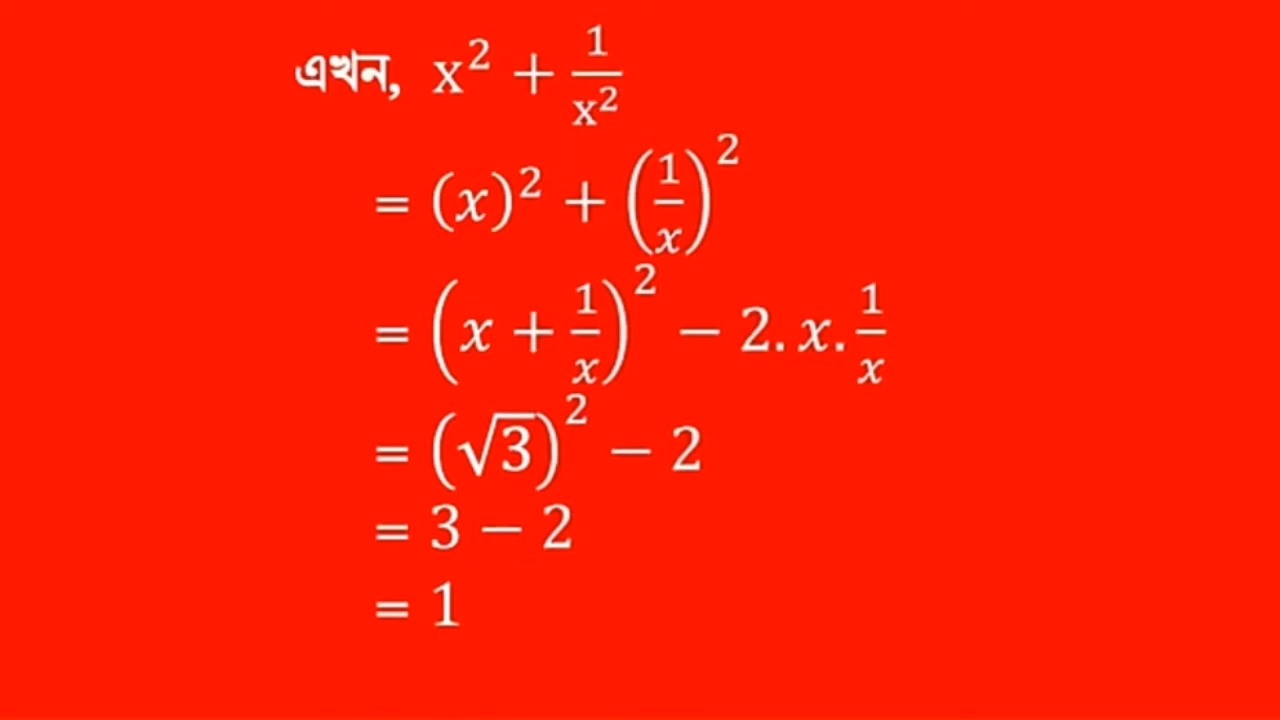 এখন, x² + 1/x²
= (x)² + (1/x)²
= (x + 1/x)² − 2. x. 1/x
= (√3)² − 2
= 3 − 2
= 1